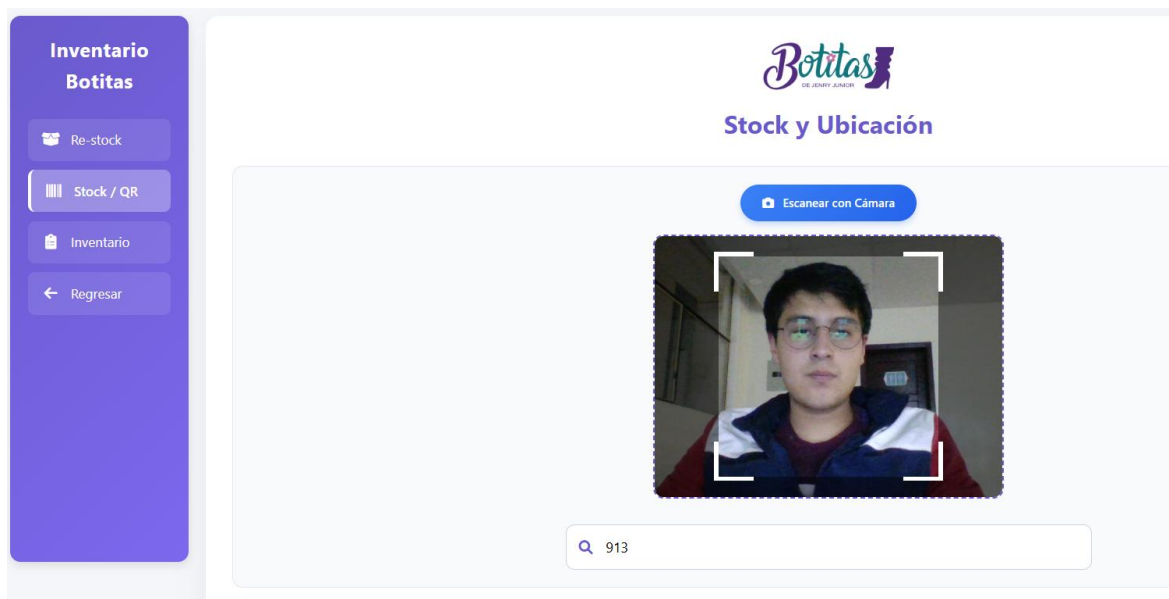 Inventario
Botitas
Re-stock
Stock / QR
Inventario
Regresar
Botitas
DE JENRY JUNIOR
Stock y Ubicación
Escanear con Cámara
913